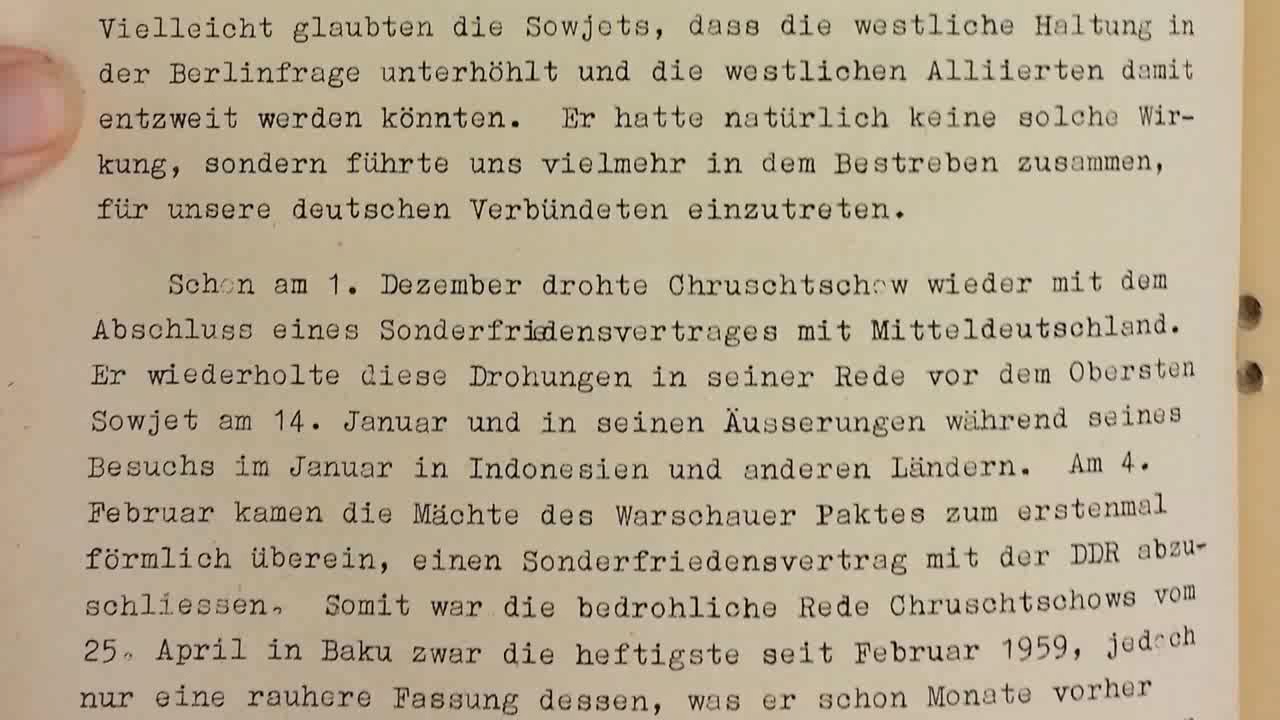 Vielleicht glaubten die Sowjets, dass die westliche Haltung in
der Berlinfrage unterhöhlt und die westlichen Alliierten damit
entzweit werden könnten. Er hatte natürlich keine solche Wir-
kung, sondern führte uns vielmehr in dem Bestreben zusammen,
für unsere deutschen Verbündeten einzutreten.
Schon am 1. Dezember drohte Chruschtschow wieder mit dem
Abschluss eines Sonderfriedensvertrages mit Mitteldeutschland.
Er wiederholte diese Drohungen in seiner Rede vor dem Obersten
Sowjet am 14. Januar und in seinen Äusserungen während seines
Besuchs im Januar in Indonesien und anderen Ländern. Am 4.
Februar kamen die Mächte des Warschauer Paktes zum erstenmal
förmlich überein, einen Sonderfriedensvertrag mit der DDR abzu-
schliessen. Somit war die bedrohliche Rede Chruschtschows vom
25. April in Baku zwar die heftigste seit Februar 1959, jedoch
nur eine rauhere Fassung dessen, was er schon Monate vorher